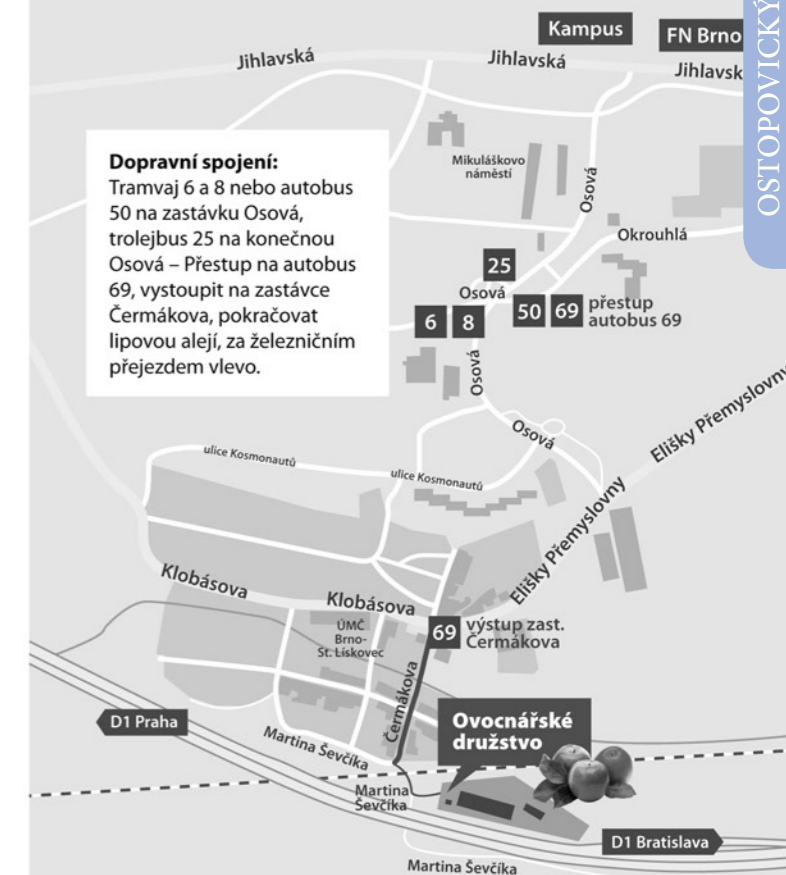 Kampus
FN Brno
Jihlavská
Jihlavská
Jihlavsk
OSTOPOVICKÝ
Dopravní spojení:
Tramvaj 6 a 8 nebo autobus
50 na zastávku Osová,
trolejbus 25 na konečnou
Osová – Přestup na autobus
69, vystoupit na zastávce
Čermákova, pokračovat
lipovou alejí, za železničním
přejezdem vlevo.
Mikuláškovo
náměstí
Osová
Okrouhlá
25
Osová
6
8
50
69
přestup
autobus 69
Osová
Osová
Elišky Přemyslovny
ulice Kosmonautů
ulice Kosmonautů
Elišky Přemyslovny
Klobásova
Klobásova
ÚMČ
Brno-
St. Lískovec
69
výstup zast.
Čermákova
Čermákova
D1 Praha
Martina Ševčíka
Ovocnářské
družstvo
Martina
Ševčíka
D1 Bratislava
Martina Ševčíka